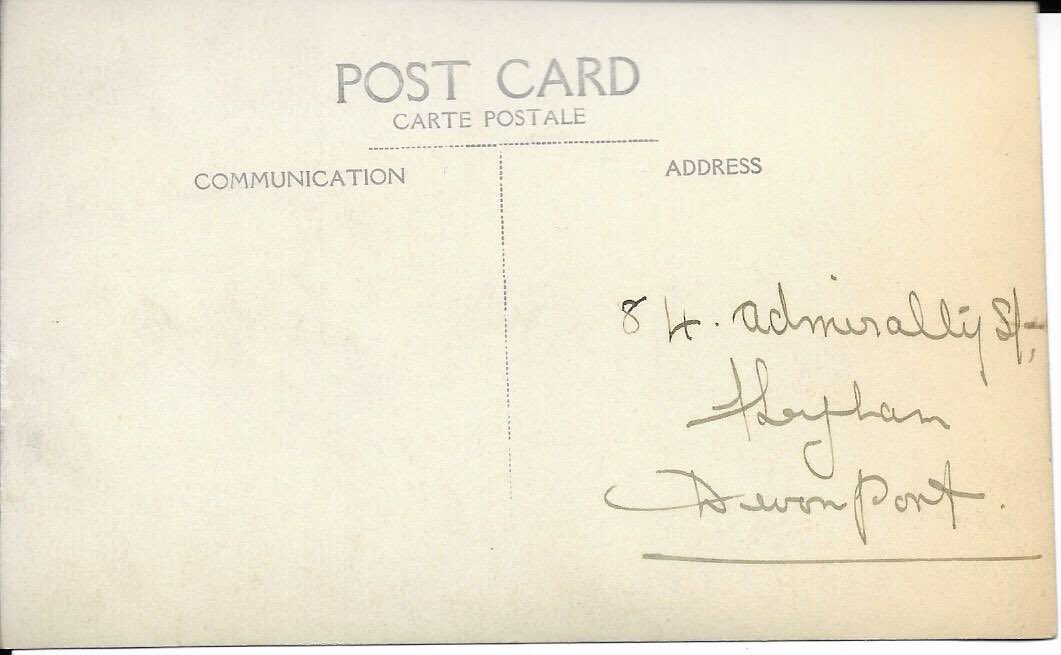 POST CARD
CARTE POSTALE
COMMUNICATION
ADDRESS
84. Admiralty St;
Keyham
Devonport.